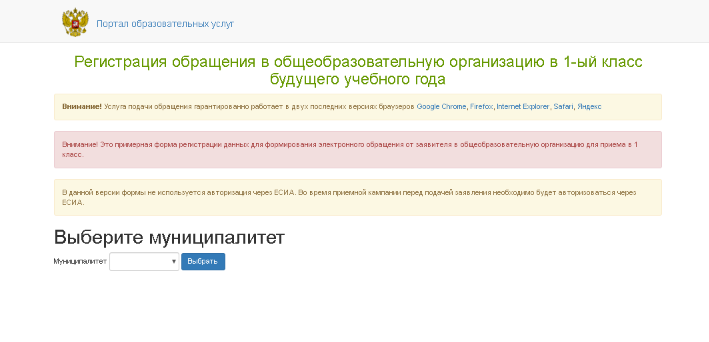 Портал образовательных услуг
Регистрация обращения в общеобразовательную организацию в 1-ый класс
будущего учебного года
Внимание! Услуга подачи обращения гарантированно работает в двух последних версиях браузеров Google Chrome, Firefox, Internet Explorer, Safari, Яндекс
Внимание! Это примерная форма регистрации данных для формирования электронного обращения от заявителя в общеобразовательную организацию для приема в 1
класс.
В данной версии формы не используется авторизация через ЕСИА. Во время приемной кампании перед подачей заявления необходимо будет авторизоваться через
ЕСИА.
Выберите муниципалитет
Муниципалитет Выбрать